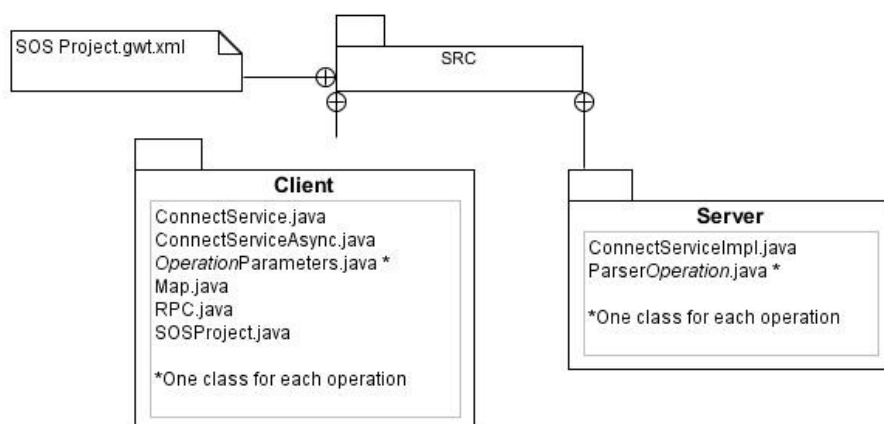 SOS Project.gwt.xml
SRC
Client
ConnectService.java
ConnectServiceAsync.java
OperationParameters.java *
Map.java
RPC.java
SOSProject.java
*One class for each operation
Server
ConnectServiceImpl.java
ParserOperation.java *
*One class for each operation